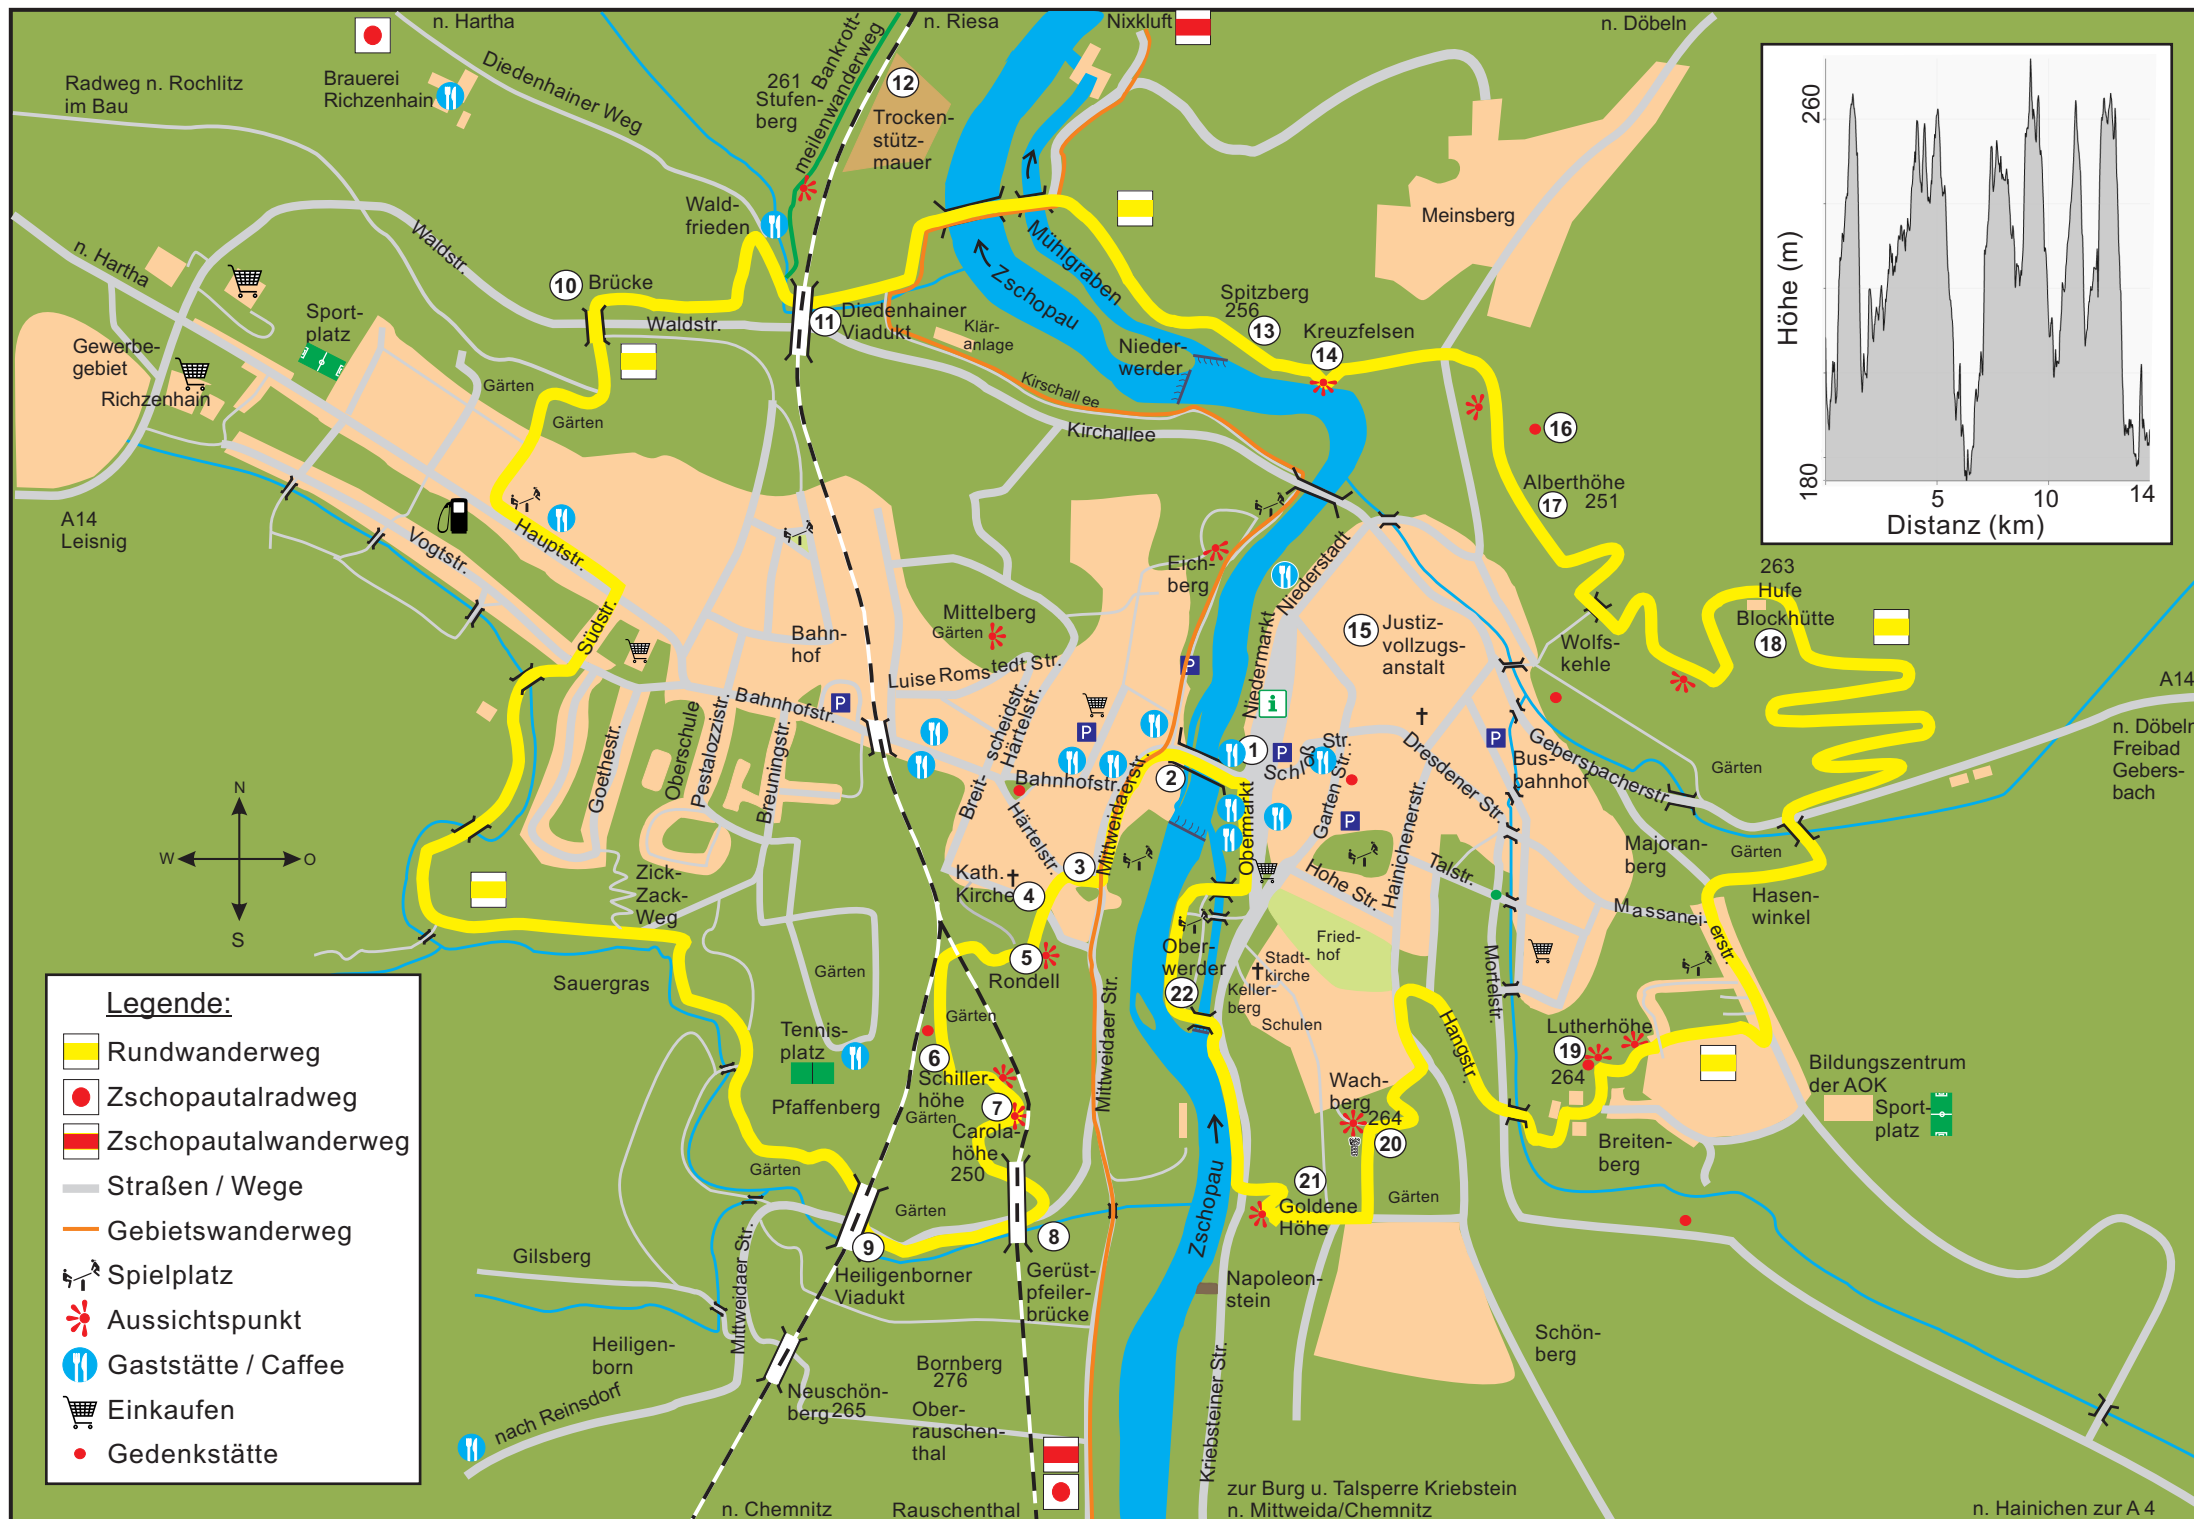 n. Hartha
n. Riesa
Nixkluft
n. Döbeln
Radweg n. Rochlitz
im Bau
Brauerei
Richzenhain
Diedenhainer Weg
261
Stufen-
berg
Bankrott-
meilenwanderweg
12
Trocken-
stütz-
mauer
Meinsberg
Wald-
frieden
n. Hartha
Waldstr.
10
Brücke
Waldstr.
Sport-
platz
Gewerbe-
gebiet
Richzenhain
Gärten
Gärten
11
Diedenhainer
Viadukt
Klär-
anlage
Kirschallee
Kirchallee
Mühlgraben
Zschopau
Nieder-
werder
Spitzberg
256
13
Kreuzfelsen
14
16
Alberthöhe
17
251
260
180
Höhe (m)
5
10
14
Distanz (km)
A14
Leisnig
Vogtstr.
Hauptstr.
Südstr.
Bahn-
hof
Mittelberg
Gärten
Luise Romstedt Str.
Eich-
berg
Niederstadt
Niedermarkt
15
Justiz-
vollzugs-
anstalt
Wolfs-
kehle
263
Hufe
Blockhütte
18
A14
n. Döbeln
Freibad
Gebers-
bach
P
P
P
P
P
P
i
Bahnhofstr.
Goethestr.
Oberschule
Pestalozzistr.
Breuningstr.
Breit-
scheidstr.
Härtelstr.
Bahnhofstr.
Härtelstr.
Mittweidaerstr.
1
2
Schloß
Str.
Garten Str.
Obermarkt
Dresdener Str.
Bus-
bahnhof
Gebersbacherstr.
Gärten
Majoran-
berg
Gärten
Hasen-
winkel
Massanei-
erstr.
Hainichenerstr.
Talstr.
Hohe Str.
N
W
O
S
Zick-
Zack-
Weg
Kath.
Kirche
3
4
5
Rondell
Ober-
werder
22
Stadt-
kirche
Fried-
hof
Keller-
berg
Schulen
Mortelstr.
Hangstr.
Lutherhöhe
19
264
Bildungszentrum
der AOK
Sport-
platz
Breiten-
berg
Sauergras
Gärten
Tennis-
platz
Pfaffenberg
Gärten
6
Schiller-
höhe
Gärten
7
Carola-
höhe
250
Mittweidaer Str.
Wach-
berg
264
20
21
Goldene
Höhe
Gärten
Gärten
Gärten
Zschopau
8
9
Heiligenborner
Viadukt
Gerüst-
pfeiler-
brücke
Napoleon-
stein
Gilsberg
Mittweidaer Str.
Heiligen-
born
nach Reinsdorf
Neuschön-
berg 265
Bornberg
276
Ober-
rauschen-
thal
Kriebsteiner Str.
Schön-
berg
n. Chemnitz
Rauschenthal
zur Burg u. Talsperre Kriebstein
n. Mittweida/Chemnitz
n. Hainichen zur A 4
Legende:
Rundwanderweg
Zschopautalradweg
Zschopautalwanderweg
Straßen / Wege
Gebietswanderweg
Spielplatz
Aussichtspunkt
Gaststätte / Caffee
Einkaufen
Gedenkstätte